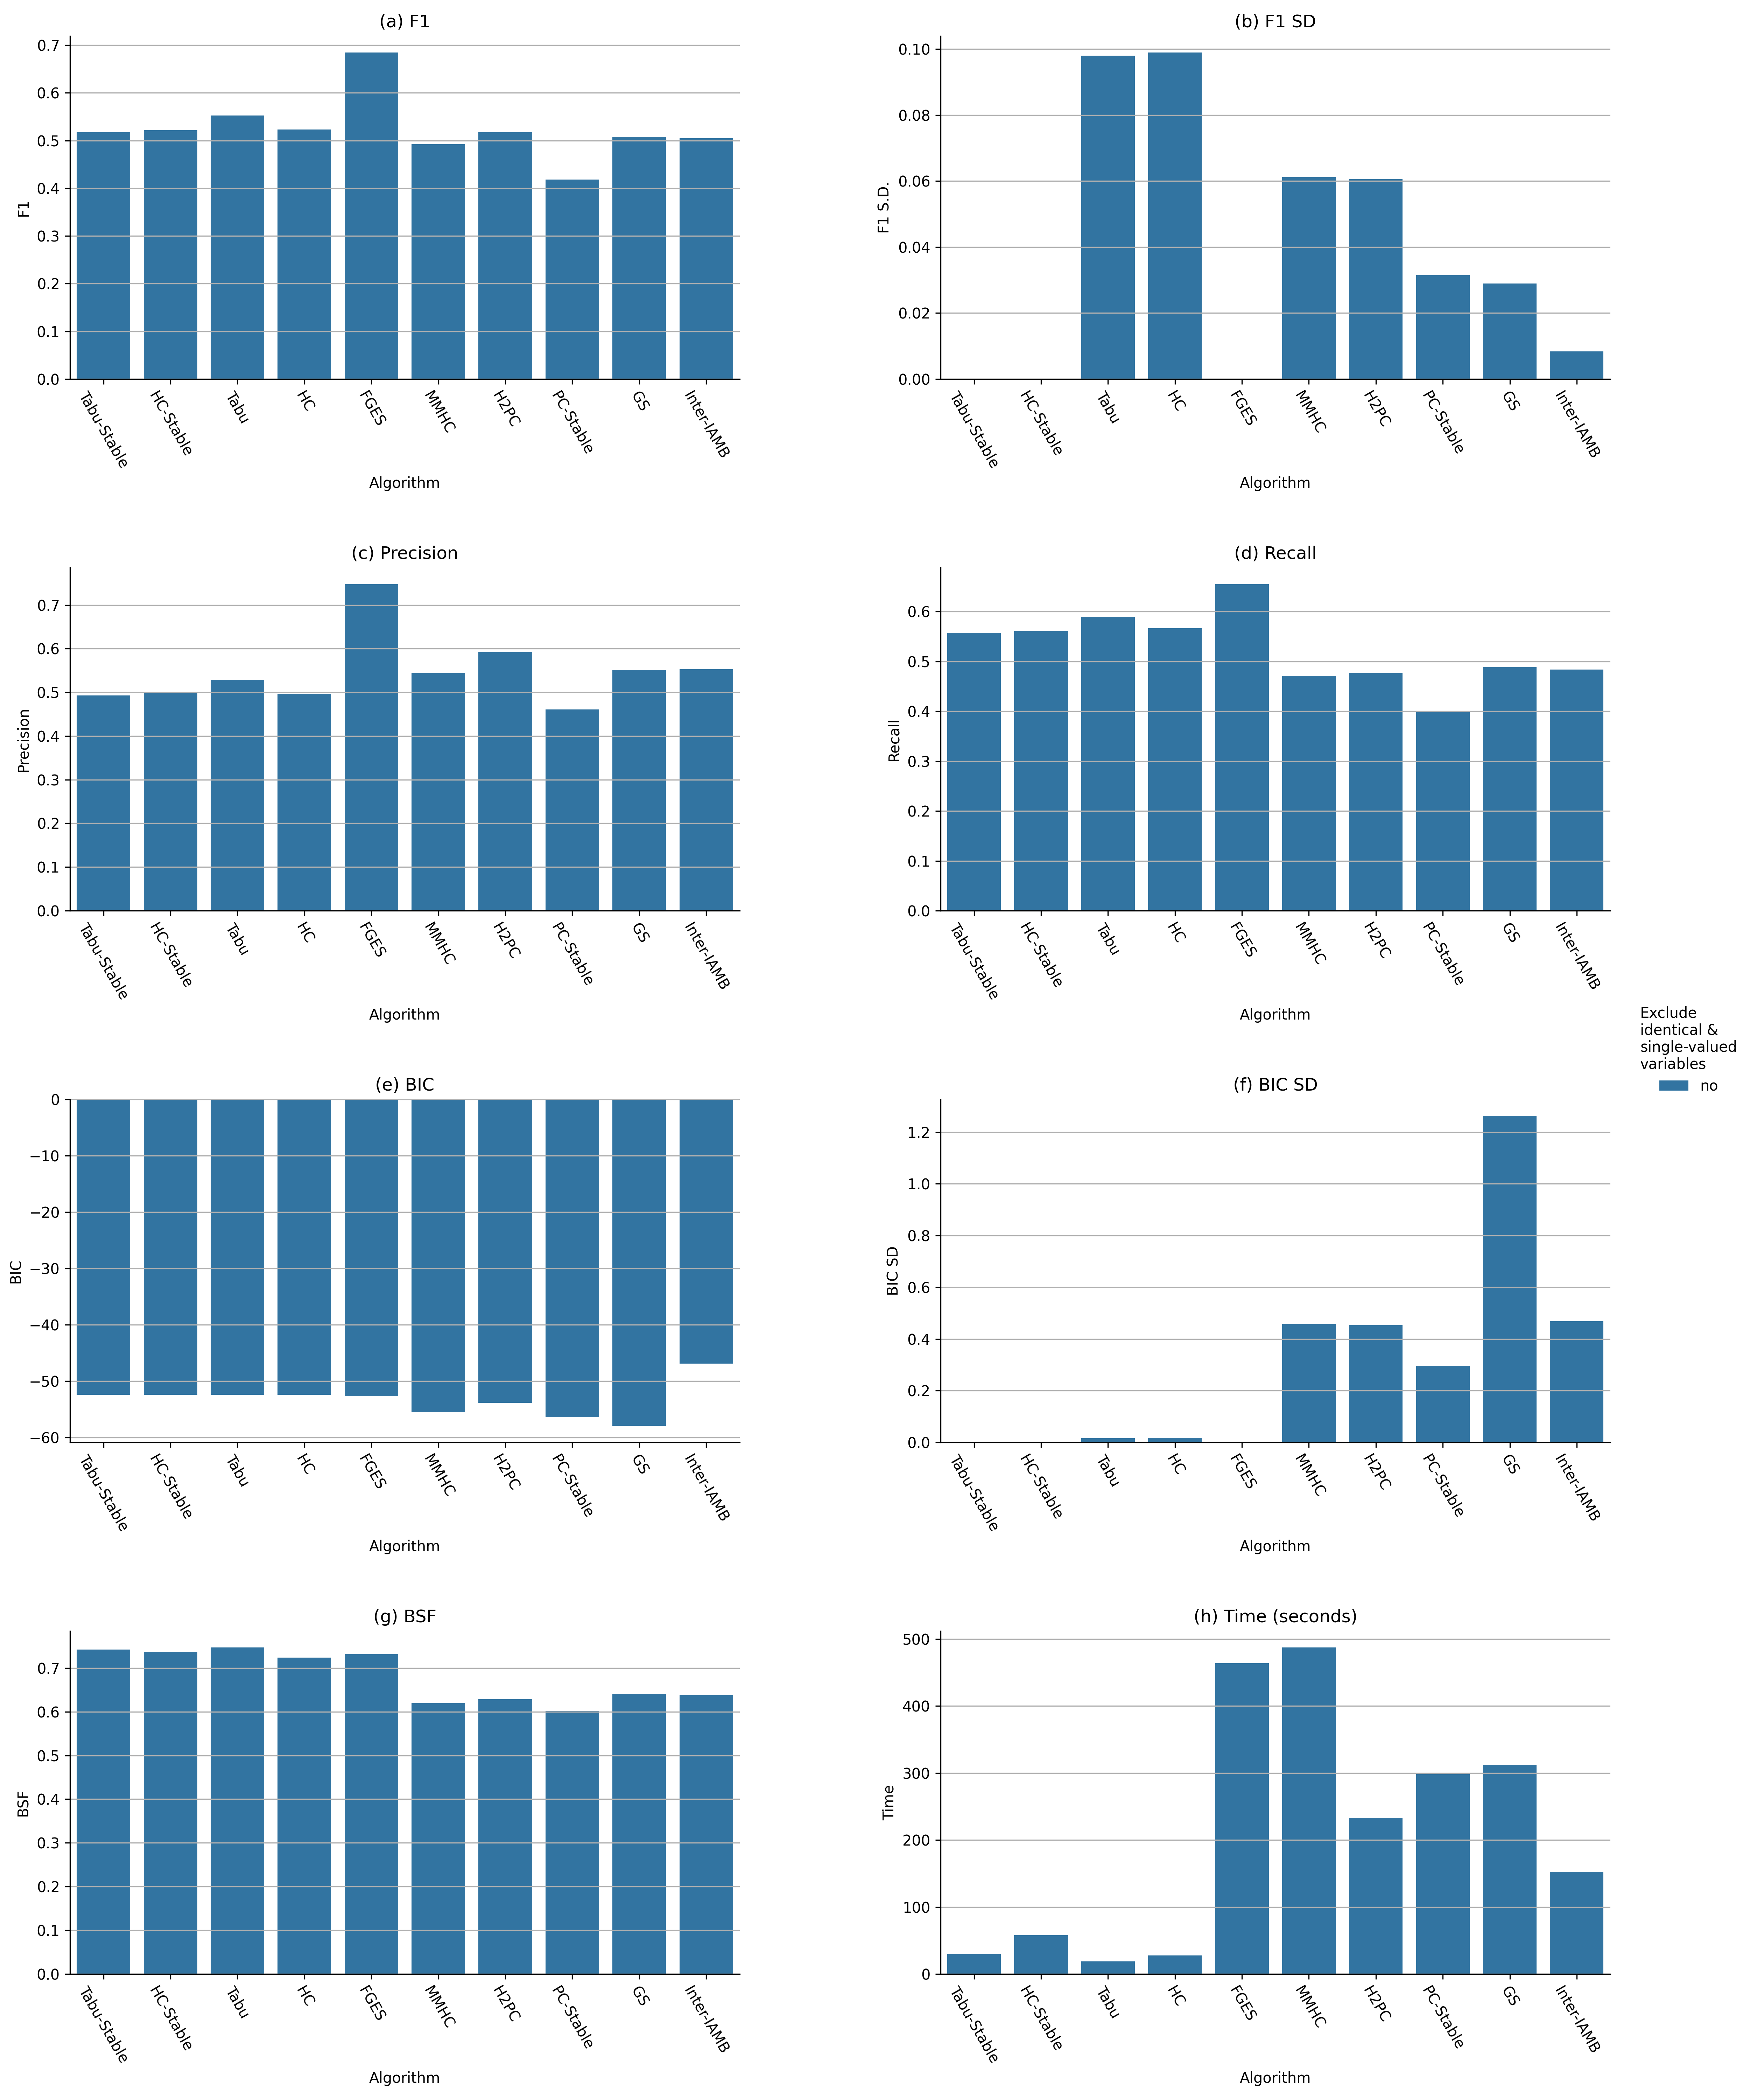 (a) F1
0.7
0.6
0.5
0.4
0.3
0.2
0.1
0.0
F1
Tabu-Stable
HC-Stable
Tabu
HC
FGES
MMHC
H2PC
PC-Stable
GS
Inter-IAMB
Algorithm
(b) F1 SD
0.10
0.08
0.06
0.04
0.02
0.00
F1 S.D.
Tabu-Stable
HC-Stable
Tabu
HC
FGES
MMHC
H2PC
PC-Stable
GS
Inter-IAMB
Algorithm
(c) Precision
0.7
0.6
0.5
0.4
0.3
0.2
0.1
0.0
Precision
Tabu-Stable
HC-Stable
Tabu
HC
FGES
MMHC
H2PC
PC-Stable
GS
Inter-IAMB
Algorithm
(d) Recall
0.6
0.5
0.4
0.3
0.2
0.1
0.0
Recall
Tabu-Stable
HC-Stable
Tabu
HC
FGES
MMHC
H2PC
PC-Stable
GS
Inter-IAMB
Algorithm
Exclude
identical &
single-valued
variables
no
(e) BIC
0
−10
−20
−30
−40
−50
−60
BIC
Tabu-Stable
HC-Stable
Tabu
HC
FGES
MMHC
H2PC
PC-Stable
GS
Inter-IAMB
Algorithm
(f) BIC SD
1.2
1.0
0.8
0.6
0.4
0.2
0.0
BIC SD
Tabu-Stable
HC-Stable
Tabu
HC
FGES
MMHC
H2PC
PC-Stable
GS
Inter-IAMB
Algorithm
(g) BSF
0.7
0.6
0.5
0.4
0.3
0.2
0.1
0.0
BSF
Tabu-Stable
HC-Stable
Tabu
HC
FGES
MMHC
H2PC
PC-Stable
GS
Inter-IAMB
Algorithm
(h) Time (seconds)
500
400
300
200
100
0
Time
Tabu-Stable
HC-Stable
Tabu
HC
FGES
MMHC
H2PC
PC-Stable
GS
Inter-IAMB
Algorithm